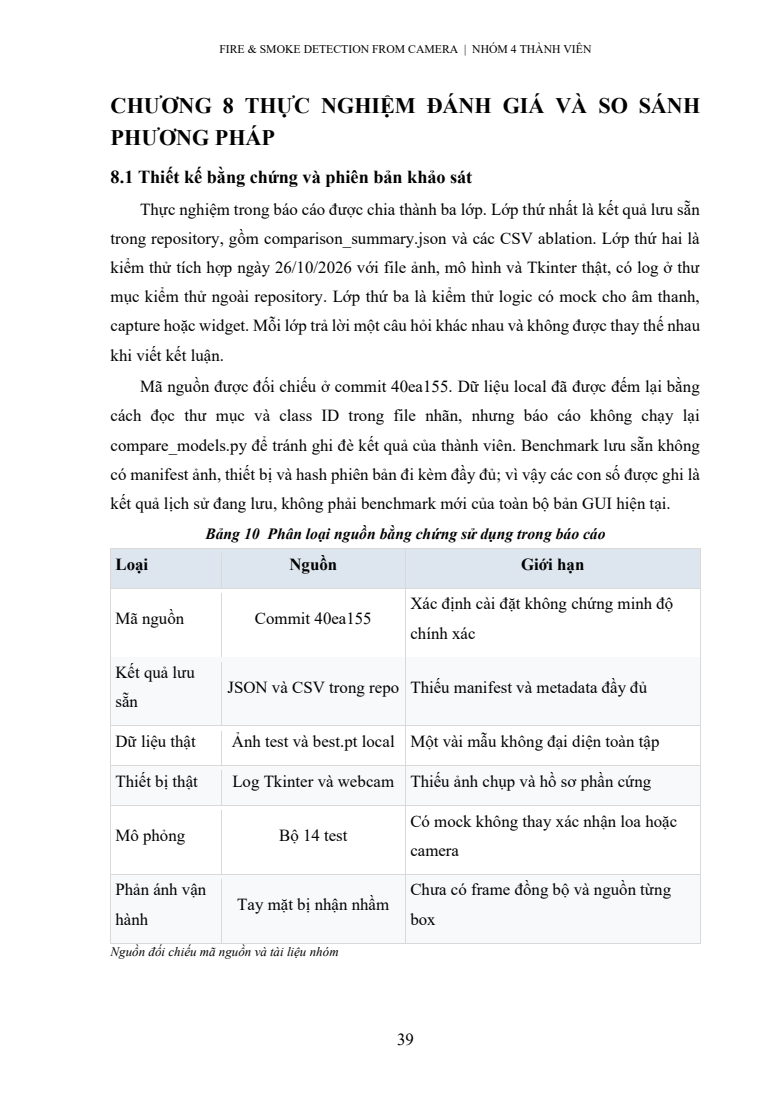 FIRE & SMOKE DETECTION FROM CAMERA | NHÓM 4 THÀNH VIÊN
CHƯƠNG 8 THỰC NGHIỆM ĐÁNH GIÁ VÀ SO SÁNH
PHƯƠNG PHÁP
8.1 Thiết kế bằng chứng và phiên bản khảo sát
Thực nghiệm trong báo cáo được chia thành ba lớp. Lớp thứ nhất là kết quả lưu sẵn
trong repository, gồm comparison_summary.json và các CSV ablation. Lớp thứ hai là
kiểm thử tích hợp ngày 26/10/2026 với file ảnh, mô hình và Tkinter thật, có log ở thư
mục kiểm thử ngoài repository. Lớp thứ ba là kiểm thử logic có mock cho âm thanh,
capture hoặc widget. Mỗi lớp trả lời một câu hỏi khác nhau và không được thay thế nhau
khi viết kết luận.
Mã nguồn được đối chiếu ở commit 40ea155. Dữ liệu local đã được đếm lại bằng
cách đọc thư mục và class ID trong file nhãn, nhưng báo cáo không chạy lại
compare_models.py để tránh ghi đè kết quả của thành viên. Benchmark lưu sẵn không
có manifest ảnh, thiết bị và hash phiên bản đi kèm đầy đủ; vì vậy các con số được ghi là
kết quả lịch sử đang lưu, không phải benchmark mới của toàn bộ bản GUI hiện tại.
Bảng 10 Phân loại nguồn bằng chứng sử dụng trong báo cáo
Loại Nguồn Giới hạn
Mã nguồn Commit 40ea155 Xác định cài đặt không chứng minh độ
chính xác
Kết quả lưu
sẵn JSON và CSV trong repo Thiếu manifest và metadata đầy đủ
Dữ liệu thật Ảnh test và best.pt local Một vài mẫu không đại diện toàn tập
Thiết bị thật Log Tkinter và webcam Thiếu ảnh chụp và hồ sơ phần cứng
Mô phỏng Bộ 14 test Có mock không thay xác nhận loa hoặc
camera
Phản ánh vận
hành Tay mặt bị nhận nhầm Chưa có frame đồng bộ và nguồn từng
box
Nguồn đối chiếu mã nguồn và tài liệu nhóm
39